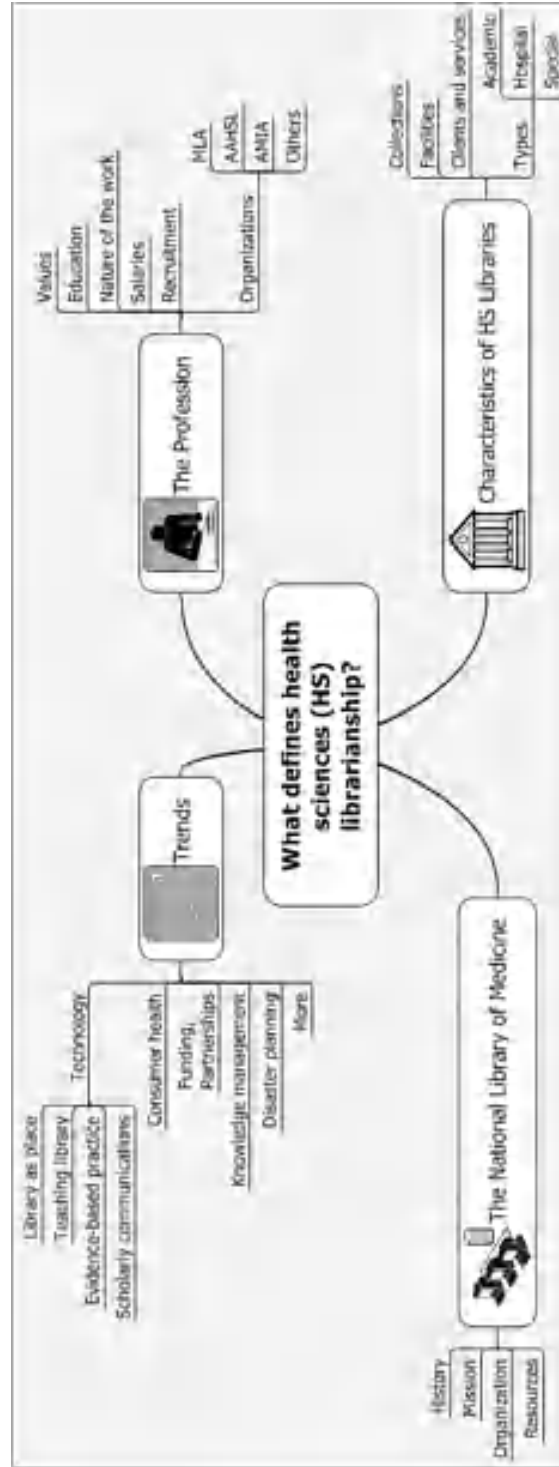 Library as place
Teaching library
Evidence-based practice
Scholarly communications
Technology
Consumer health
Funding,
Partnerships
Knowledge management
Disaster planning
More
Trends
The Profession
Values
Education
Nature of the work
Salaries
Recruitment
Organizations
MLA
AAHSL
AMIA
Others
What defines health
sciences (HS)
librarianship?
History
Mission
Organization
Resources
The National Library of Medicine
Characteristics of HS Libraries
Collections
Facilities
Clients and services
Types
Academic
Hospital
Special